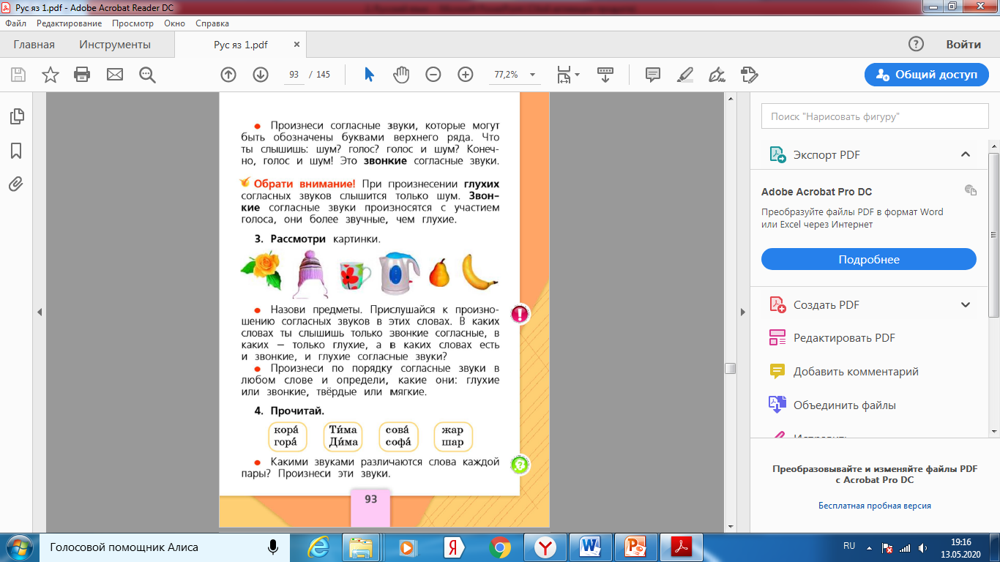 Рус яз 1.pdf - Adobe Acrobat Reader DC
Файл Редактирование Просмотр Окно Справка
Главная Инструменты Рус яз 1.pdf × Войти
93 / 145 77,2% Общий доступ
• Произнеси согласные звуки, которые могут
быть обозначены буквами верхнего ряда. Что
ты слышишь: шум? голос? голос и шум? Конеч-
но, голос и шум! Это звонкие согласные звуки.
Обрати внимание! При произнесении глухих
согласных звуков слышится только шум. Звон-
кие согласные звуки произносятся с участием
голоса, они более звучные, чем глухие.
3. Рассмотри картинки.
• Назови предметы. Прислушайся к произно-
шению согласных звуков в этих словах. В каких
словах ты слышишь только звонкие согласные, в
каких – только глухие, а в каких словах есть
и звонкие, и глухие согласные звуки?
• Произнеси по порядку согласные звуки в
любом слове и определи, какие они: глухие
или звонкие, твёрдые или мягкие.
4. Прочитай.
кора́ Ти́ма сова́ жар
гора́ Ди́ма софа́ шар
• Какими звуками различаются слова каждой
пары? Произнеси эти звуки.
93
Поиск "Нарисовать фигуру"
Экспорт PDF
Adobe Acrobat Pro DC
Преобразуйте файлы PDF в формат Word
или Excel через Интернет
Подробнее
Создать PDF
Редактировать PDF
Добавить комментарий
Объединить файлы
Преобразовывайте и изменяйте файлы PDF
с Acrobat Pro DC
Бесплатная пробная версия
Голосовой помощник Алиса
RU 19:16
13.05.2020